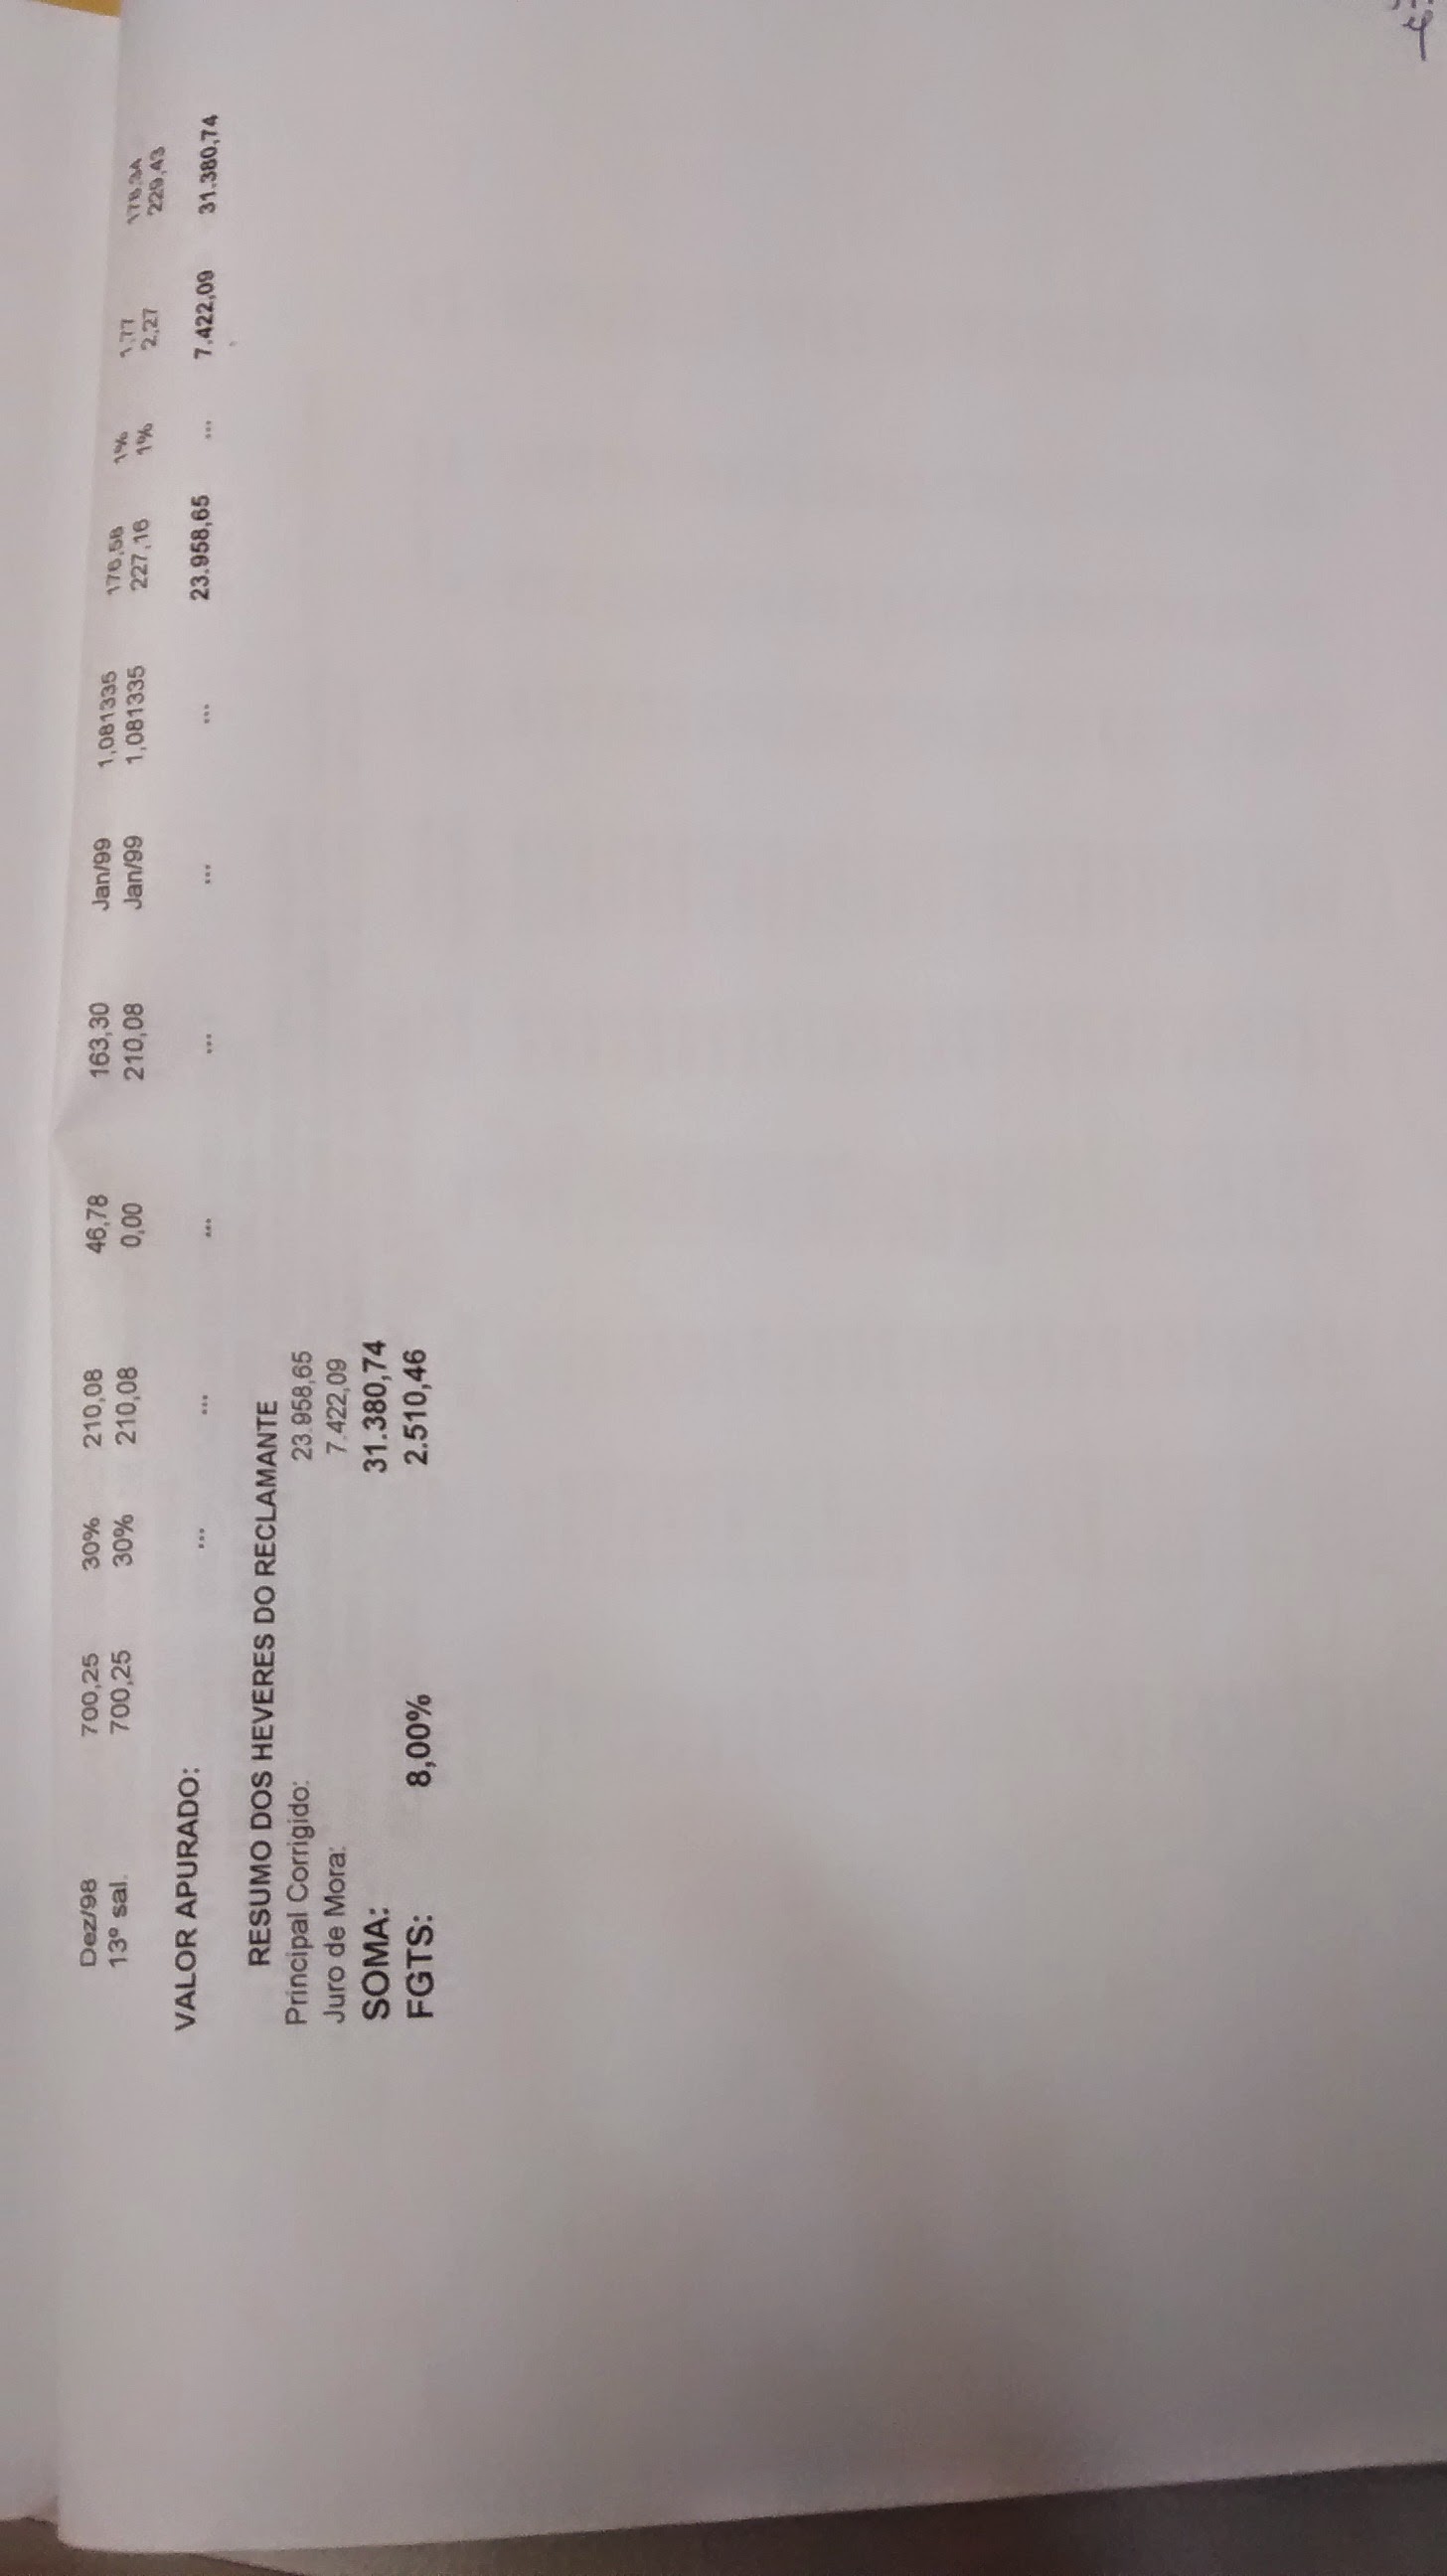 Dez/98 700,25 30% 210,08 46,78 163,30 Jan/99 1,081335 176,58 1% 1,77 178,34
13º sal. 700,25 30% 210,08 0,00 210,08 Jan/99 1,081335 227,16 1% 2,27 229,43
VALOR APURADO: ... ... ... ... ... ... 23.958,65 ... 7.422,09 31.380,74
RESUMO DOS HEVERES DO RECLAMANTE
Principal Corrigido: 23.958,65
Juro de Mora: 7.422,09
SOMA: 31.380,74
FGTS: 8,00% 2.510,46